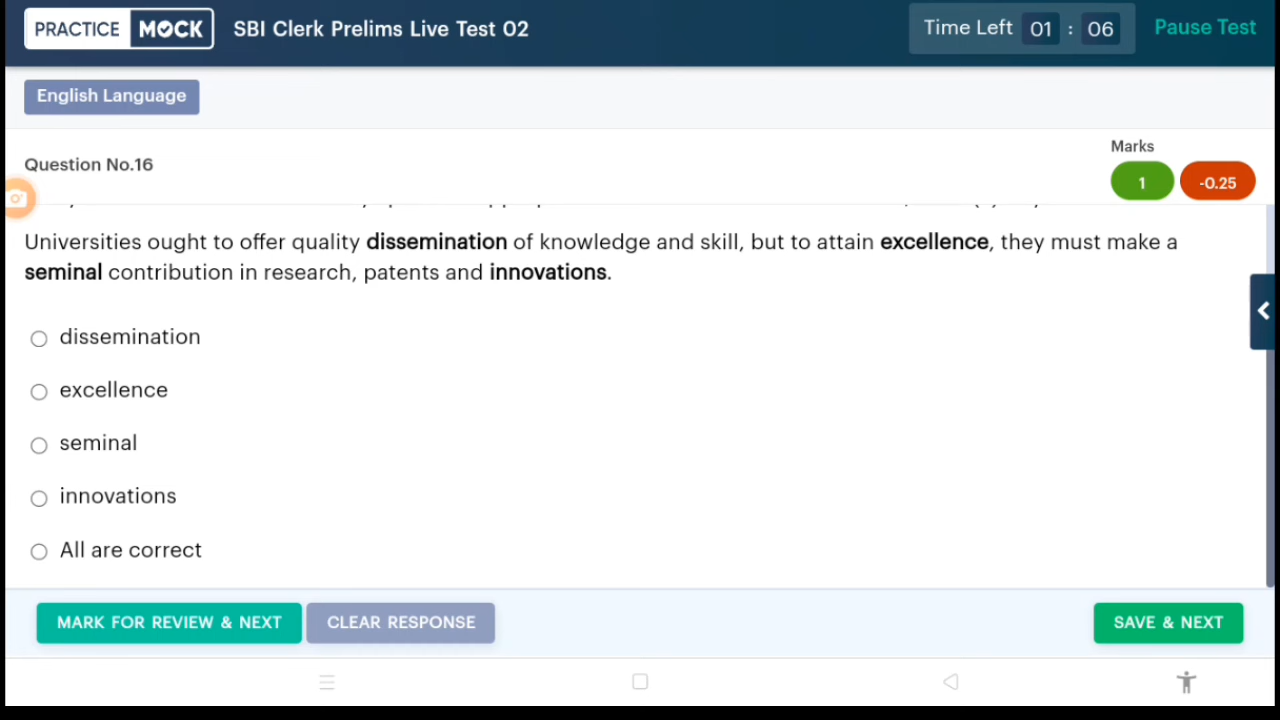 PRACTICE MOCK SBI Clerk Prelims Live Test 02 Time Left 01 : 06 Pause Test
English Language
Marks
Question No.16
1 -0.25
Universities ought to offer quality dissemination of knowledge and skill, but to attain excellence, they must make a
seminal contribution in research, patents and innovations.
dissemination
excellence
seminal
innovations
All are correct
MARK FOR REVIEW & NEXT CLEAR RESPONSE SAVE & NEXT